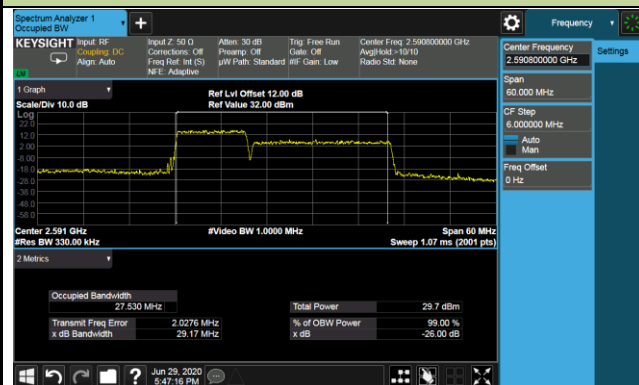 Spectrum Analyzer 1
Occupied BW
Frequency
KEYSIGHT
Input: RF
Coupling: DC
Align: Auto
Input Z: 50 Ω
Corrections: Off
Freq Ref: Int (S)
NFE: Adaptive
Atten: 30 dB
Preamp: Off
µW Path: Standard
Trig: Free Run
Gate: Off
#IF Gain: Low
Center Freq: 2.590800000 GHz
Avg|Hold:>10/10
Radio Std: None
LXI
Center Frequency
2.590800000 GHz
Settings
Span
60.000 MHz
CF Step
6.000000 MHz
Auto
Man
Freq Offset
0 Hz
1 Graph
Scale/Div 10.0 dB
Ref Lvl Offset 12.00 dB
Ref Value 32.00 dBm
Log
22.0
12.0
2.00
-8.00
-18.0
-28.0
-38.0
-48.0
-58.0
Center 2.591 GHz
#Video BW 1.0000 MHz
Span 60 MHz
#Res BW 330.00 kHz
Sweep 1.07 ms (2001 pts)
2 Metrics
Occupied Bandwidth
27.530 MHz
Total Power
29.7 dBm
Transmit Freq Error
2.0276 MHz
% of OBW Power
99.00 %
x dB Bandwidth
29.17 MHz
x dB
-26.00 dB
?
Jun 29, 2020
5:47:16 PM